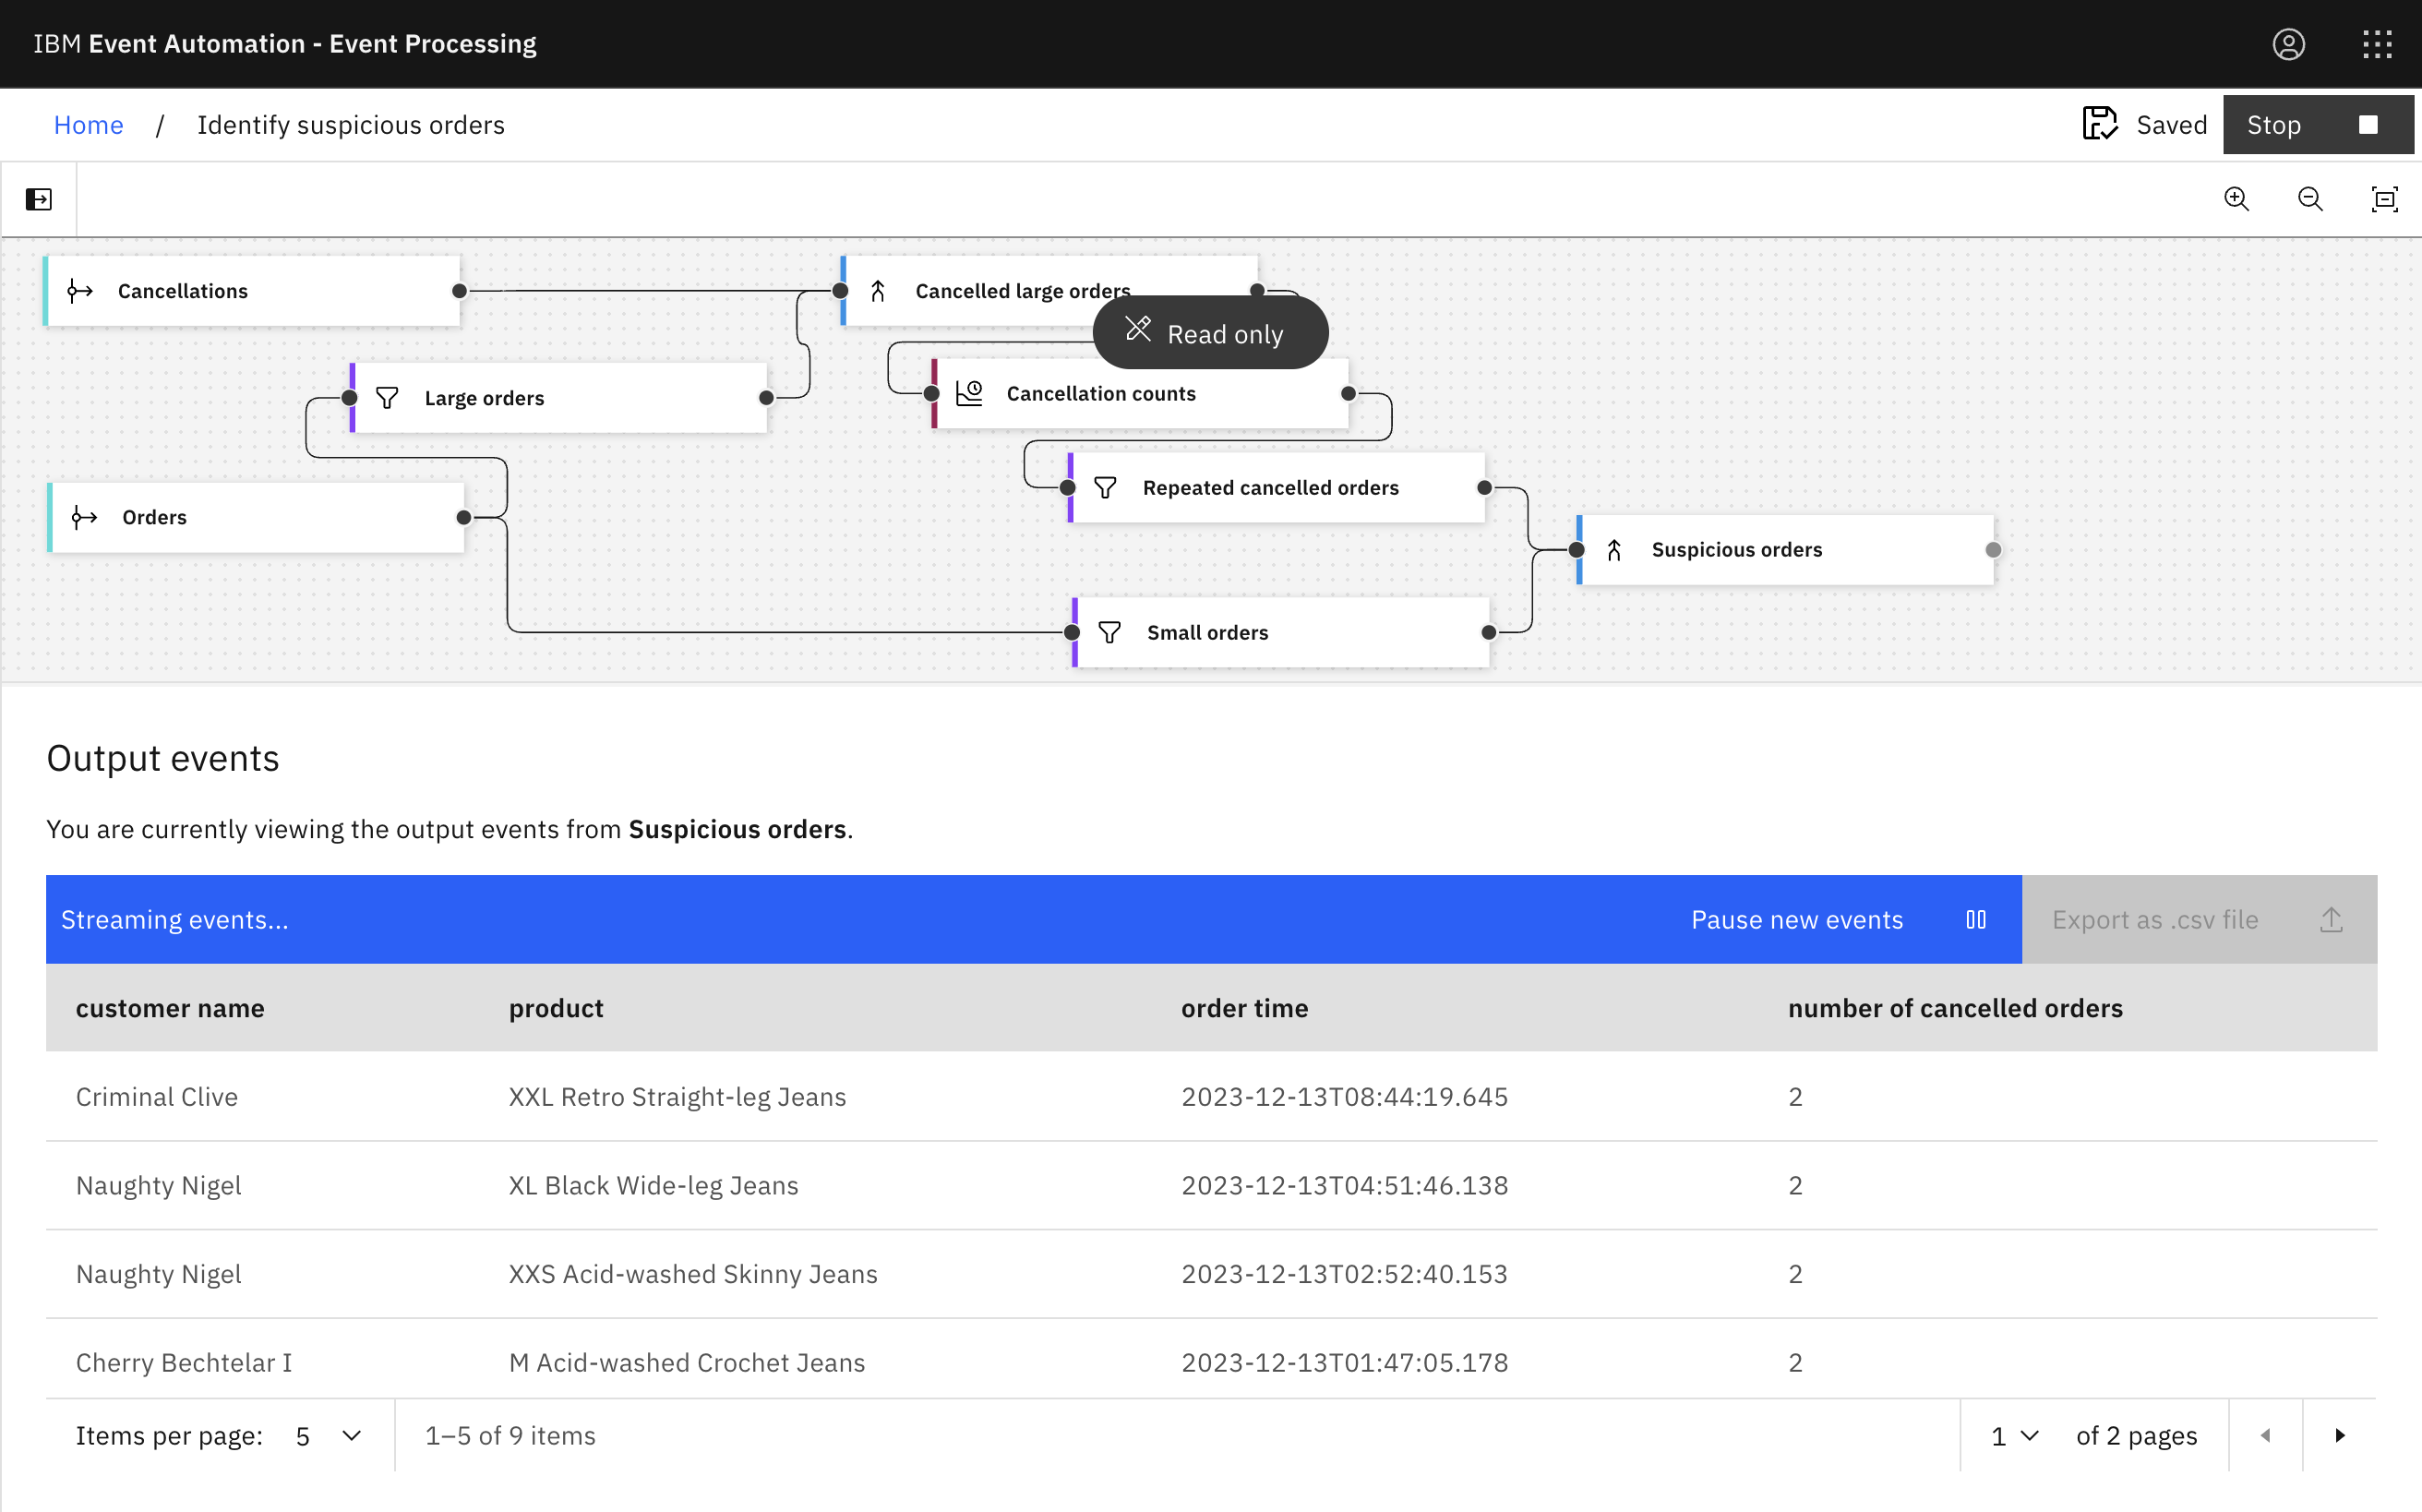 IBM Event Automation - Event Processing
Home / Identify suspicious orders
Saved
Stop
Cancellations
Cancelled large orders
Read only
Large orders
Cancellation counts
Repeated cancelled orders
Orders
Suspicious orders
Small orders
Output events
You are currently viewing the output events from Suspicious orders.
Streaming events...
Pause new events
Export as .csv file
customer name product order time number of cancelled orders
Criminal Clive XXL Retro Straight-leg Jeans 2023-12-13T08:44:19.645 2
Naughty Nigel XL Black Wide-leg Jeans 2023-12-13T04:51:46.138 2
Naughty Nigel XXS Acid-washed Skinny Jeans 2023-12-13T02:52:40.153 2
Cherry Bechtelar I M Acid-washed Crochet Jeans 2023-12-13T01:47:05.178 2
Items per page: 5 1–5 of 9 items 1 of 2 pages